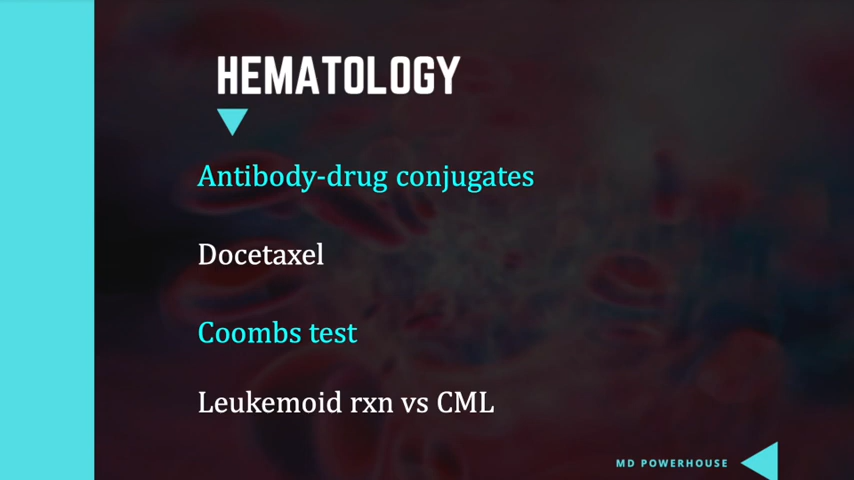 HEMATOLOGY
Antibody-drug conjugates
Docetaxel
Coombs test
Leukemoid rxn vs CML
MD POWERHOUSE